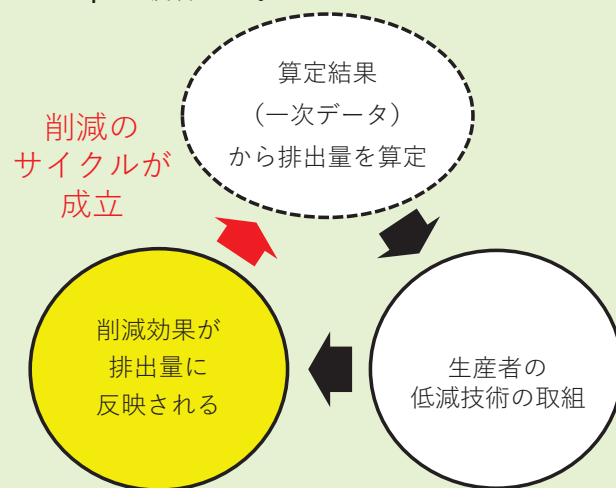 算定結果
（一次データ）
から排出量を算定
削減の
サイクルが
成立
削減効果が
排出量に
反映される
生産者の
低減技術の取組